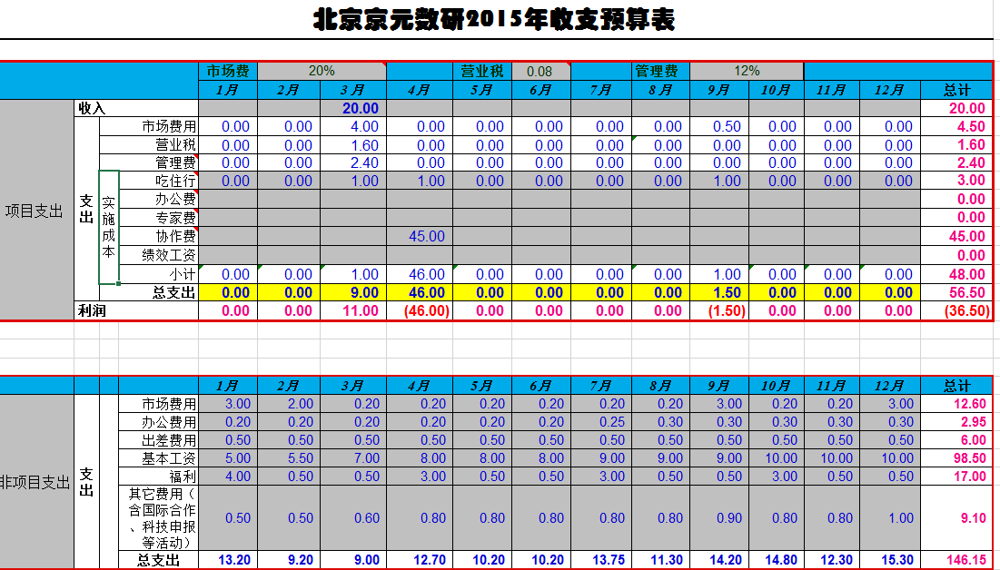 北京京元数研2015年收支预算表
市场费 20% 营业税 0.08 管理费 12%
1月 2月 3月 4月 5月 6月 7月 8月 9月 10月 11月 12月 总计
收入 20.00 20.00
市场费用 0.00 0.00 4.00 0.00 0.00 0.00 0.00 0.00 0.50 0.00 0.00 0.00 4.50
营业税 0.00 0.00 1.60 0.00 0.00 0.00 0.00 0.00 0.00 0.00 0.00 0.00 1.60
管理费 0.00 0.00 2.40 0.00 0.00 0.00 0.00 0.00 0.00 0.00 0.00 0.00 2.40
项目支出 支出 实施成本 吃住行 0.00 0.00 1.00 1.00 0.00 0.00 0.00 0.00 1.00 0.00 0.00 0.00 3.00
办公费 0.00
专家费 0.00
协作费 45.00 45.00
绩效工资 0.00
小计 0.00 0.00 1.00 46.00 0.00 0.00 0.00 0.00 1.00 0.00 0.00 0.00 48.00
总支出 0.00 0.00 9.00 46.00 0.00 0.00 0.00 0.00 1.50 0.00 0.00 0.00 56.50
利润 0.00 0.00 11.00 (46.00) 0.00 0.00 0.00 0.00 (1.50) 0.00 0.00 0.00 (36.50)
1月 2月 3月 4月 5月 6月 7月 8月 9月 10月 11月 12月 总计
市场费用 3.00 2.00 0.20 0.20 0.20 0.20 0.20 0.20 3.00 0.20 0.20 3.00 12.60
办公费用 0.20 0.20 0.20 0.20 0.20 0.20 0.25 0.30 0.30 0.30 0.30 0.30 2.95
出差费用 0.50 0.50 0.50 0.50 0.50 0.50 0.50 0.50 0.50 0.50 0.50 0.50 6.00
基本工资 5.00 5.50 7.00 8.00 8.00 8.00 9.00 9.00 9.00 10.00 10.00 10.00 98.50
非项目支出 支出 福利 4.00 0.50 0.50 3.00 0.50 0.50 3.00 0.50 0.50 3.00 0.50 0.50 17.00
其它费用（
含国际合作
、科技申报
等活动） 0.50 0.50 0.60 0.80 0.80 0.80 0.80 0.80 0.90 0.80 0.80 1.00 9.10
总支出 13.20 9.20 9.00 12.70 10.20 10.20 13.75 11.30 14.20 14.80 12.30 15.30 146.15